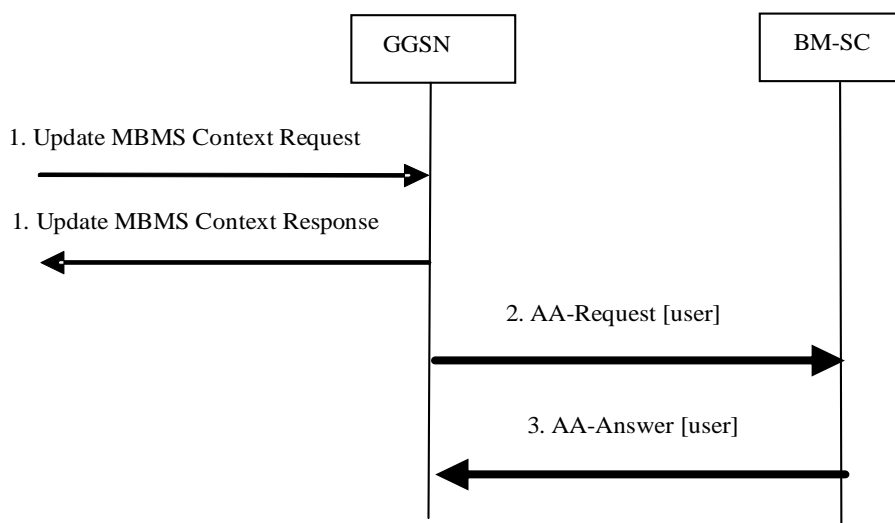 GGSN
BM-SC
1. Update MBMS Context Request
1. Update MBMS Context Response
2. AA-Request [user]
3. AA-Answer [user]